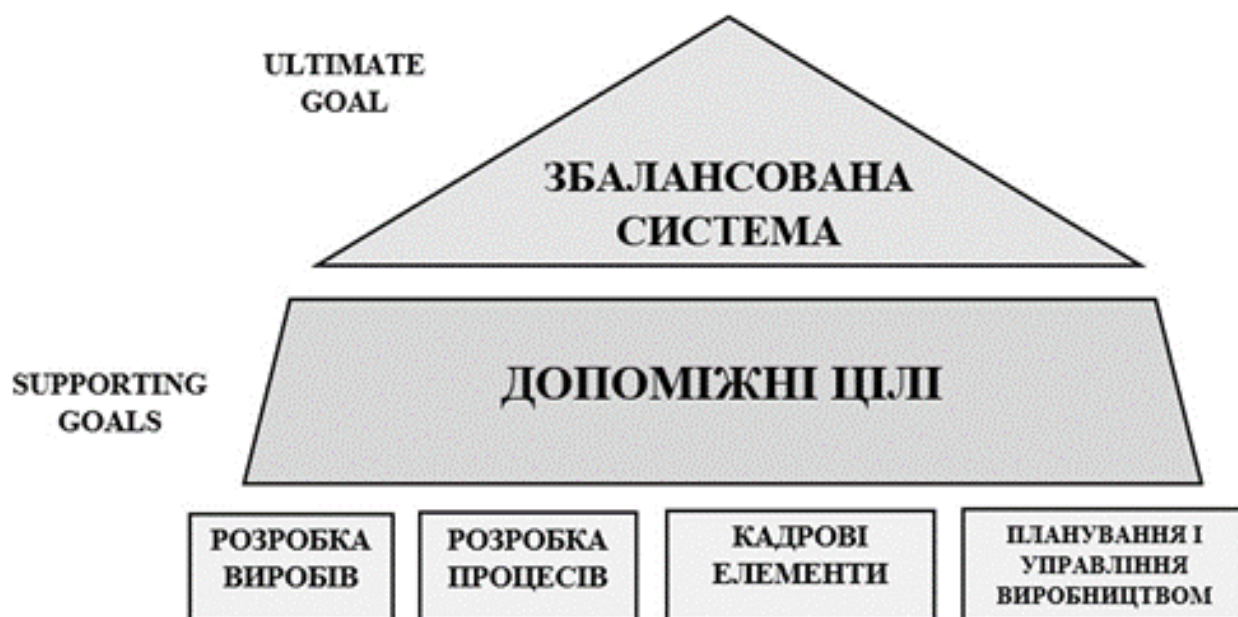 ULTIMATE
GOAL
ЗБАЛАНСОВАНА
СИСТЕМА
SUPPORTING
GOALS
ДОПОМІЖНІ ЦІЛІ
РОЗРОБКА
ВИРОБІВ
РОЗРОБКА
ПРОЦЕСІВ
КАДРОВІ
ЕЛЕМЕНТИ
ПЛАНУВАННЯ І
УПРАВЛІННЯ
ВИРОБНИЦТВОМ